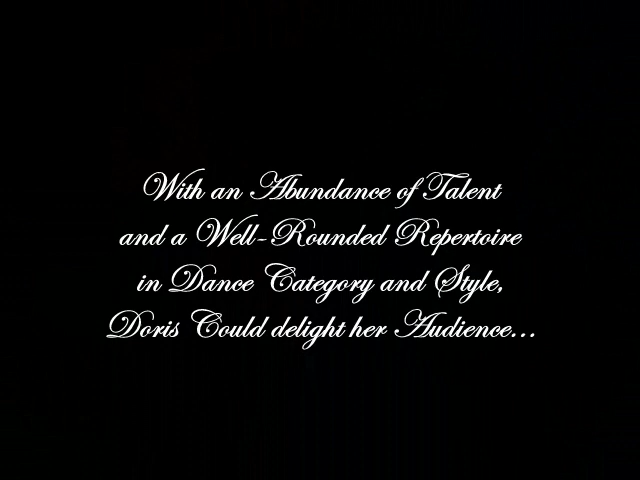 With an Abundance of Talent
and a Well-Rounded Repertoire
in Dance Category and Style,
Doris Could delight her Audience...